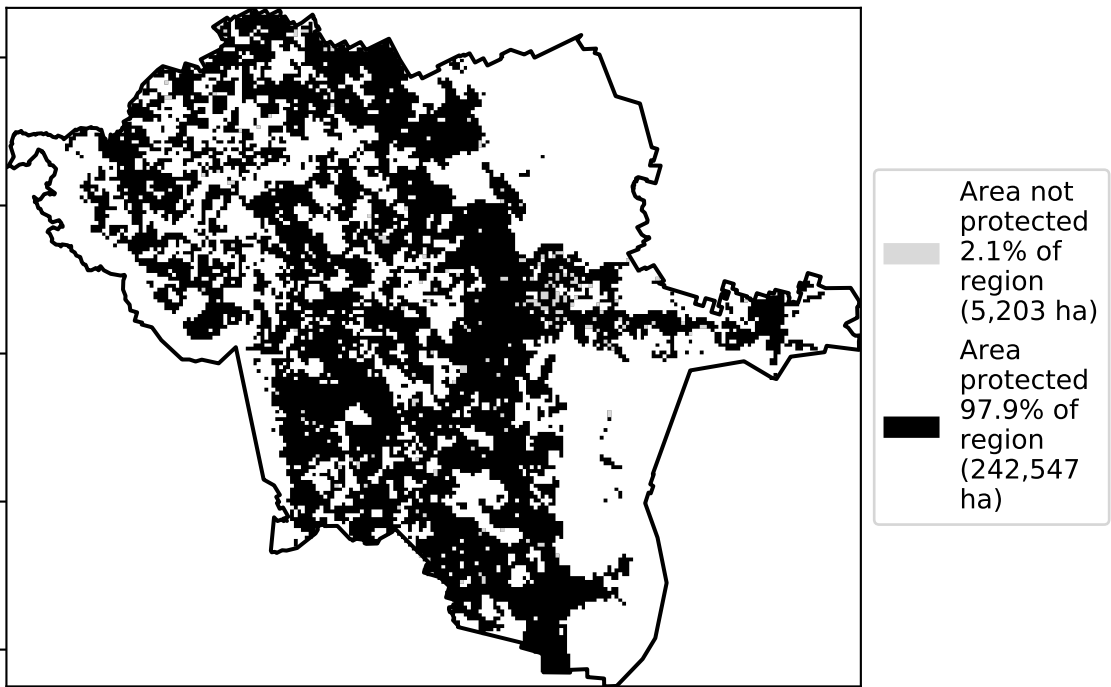 Area not
protected
2.1% of
region
(5,203 ha)
Area
protected
97.9% of
region
(242,547
ha)